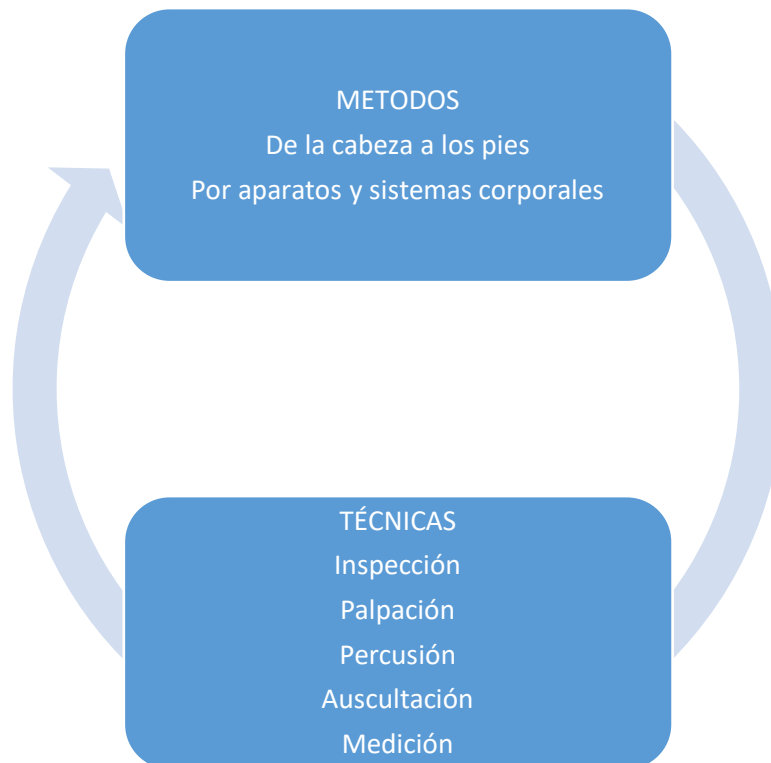 METODOS
De la cabeza a los pies
Por aparatos y sistemas corporales
TÉCNICAS
Inspección
Palpación
Percusión
Auscultación
Medición